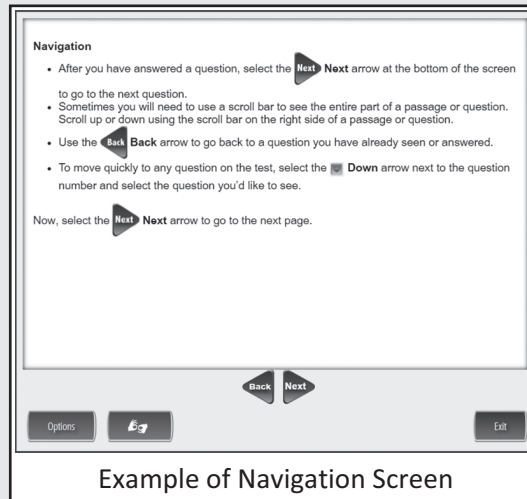 Navigation
• After you have answered a question, select the Next Next arrow at the bottom of the screen
to go to the next question.
• Sometimes you will need to use a scroll bar to see the entire part of a passage or question.
Scroll up or down using the scroll bar on the right side of a passage or question.
• Use the Back Back arrow to go back to a question you have already seen or answered.
• To move quickly to any question on the test, select the Down arrow next to the question
number and select the question you'd like to see.
Now, select the Next Next arrow to go to the next page.
Back Next
Options Exit
Example of Navigation Screen